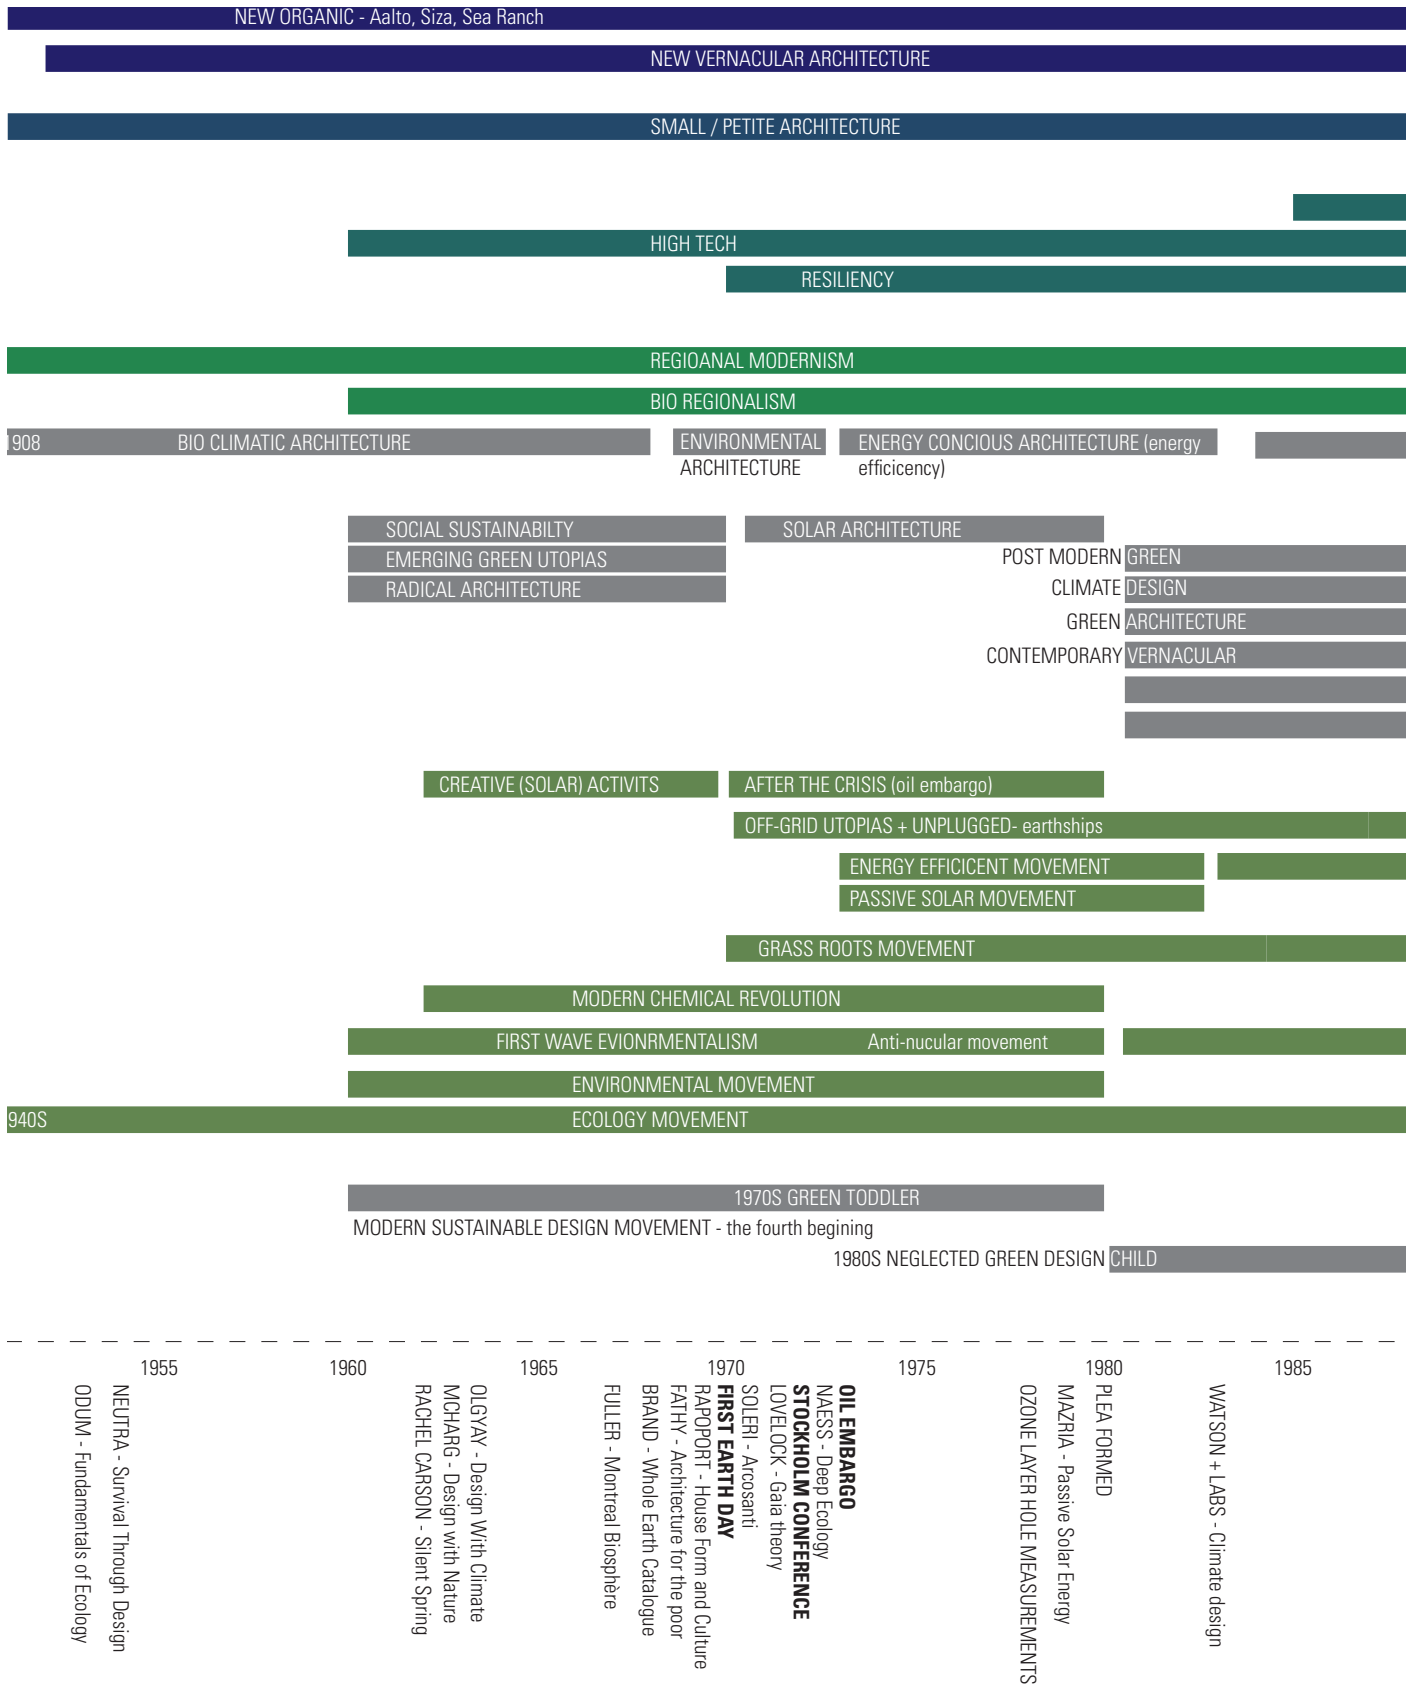 NEW ORGANIC - Aalto, Siza, Sea Ranch
NEW VERNACULAR ARCHITECTURE
SMALL / PETITE ARCHITECTURE
HIGH TECH
RESILIENCY
REGIOANAL MODERNISM
BIO REGIONALISM
1908 BIO CLIMATIC ARCHITECTURE
ENVIRONMENTAL
ARCHITECTURE
ENERGY CONCIOUS ARCHITECTURE (energy
efficicency)
SOCIAL SUSTAINABILTY
SOLAR ARCHITECTURE
EMERGING GREEN UTOPIAS
POST MODERN GREEN
RADICAL ARCHITECTURE
CLIMATE DESIGN
GREEN ARCHITECTURE
CONTEMPORARY VERNACULAR
CREATIVE (SOLAR) ACTIVITS
AFTER THE CRISIS (oil embargo)
OFF-GRID UTOPIAS + UNPLUGGED- earthships
ENERGY EFFICICENT MOVEMENT
PASSIVE SOLAR MOVEMENT
GRASS ROOTS MOVEMENT
MODERN CHEMICAL REVOLUTION
FIRST WAVE EVIONRMENTALISM Anti-nucular movement
ENVIRONMENTAL MOVEMENT
940S ECOLOGY MOVEMENT
1970S GREEN TODDLER
MODERN SUSTAINABLE DESIGN MOVEMENT - the fourth begining
1980S NEGLECTED GREEN DESIGN CHILD
1955 1960 1965 1970 1975 1980 1985
ODUM - Fundamentals of Ecology
NEUTRA - Survival Through Design
RACHEL CARSON - Silent Spring
MCHARG - Design with Nature
OLGYAY - Design With Climate
FULLER - Montreal Biosphère
BRAND - Whole Earth Catalogue
FATHY - Architecture for the poor
RAPOPORT - House Form and Culture
FIRST EARTH DAY
SOLERI - Arcosanti
LOVELOCK - Gaia theory
STOCKHOLM CONFERENCE
NAESS - Deep Ecology
OIL EMBARGO
OZONE LAYER HOLE MEASUREMENTS
MAZRIA - Passive Solar Energy
PLEA FORMED
WATSON + LABS - Climate design